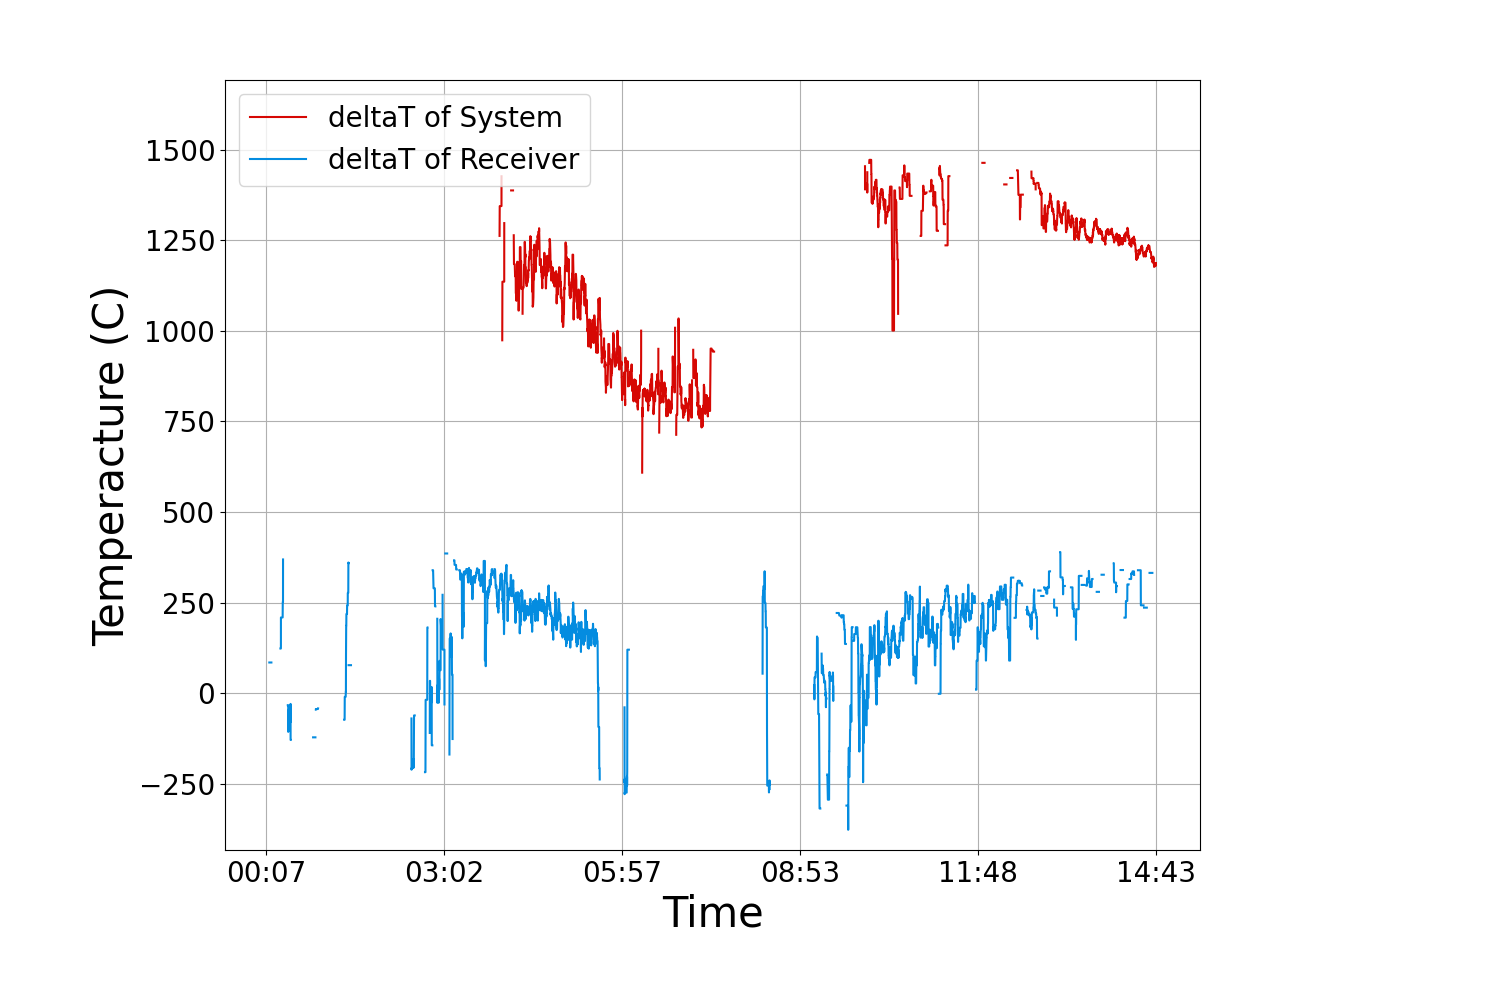 deltaT of System
deltaT of Receiver
1500
1250
1000
750
500
250
0
−250
Temperacture (C)
00:07 03:02 05:57 08:53 11:48 14:43
Time